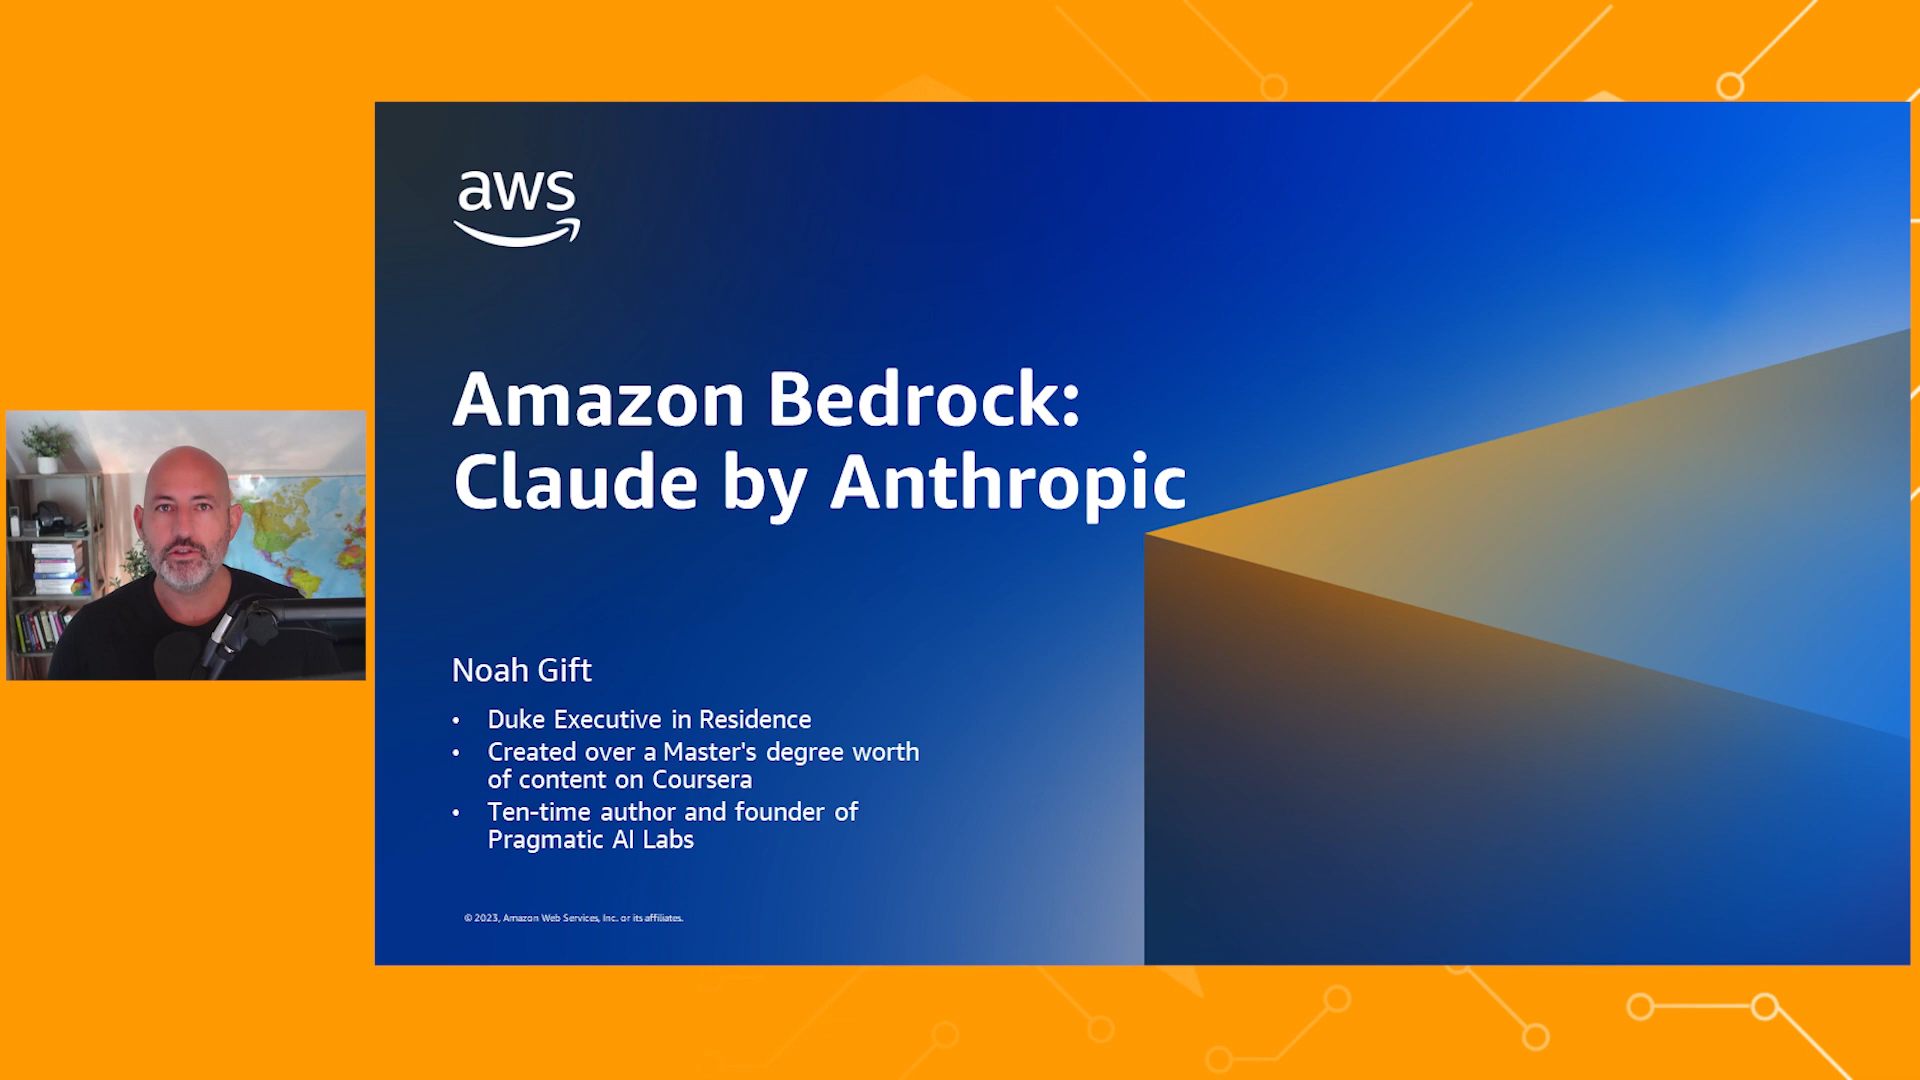 aws
Amazon Bedrock:
Claude by Anthropic
Noah Gift
• Duke Executive in Residence
• Created over a Master's degree worth
of content on Coursera
• Ten-time author and founder of
Pragmatic AI Labs
© 2023, Amazon Web Services, Inc. or its affiliates.